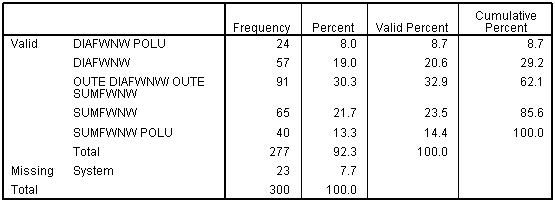 Frequency Percent Valid Percent Cumulative Percent
Valid DIAFWNW POLU 24 8.0 8.7 8.7
DIAFWNW 57 19.0 20.6 29.2
OUTE DIAFWNW/ OUTE
SUMFWNW 91 30.3 32.9 62.1
SUMFWNW 65 21.7 23.5 85.6
SUMFWNW POLU 40 13.3 14.4 100.0
Total 277 92.3 100.0
Missing System 23 7.7
Total 300 100.0